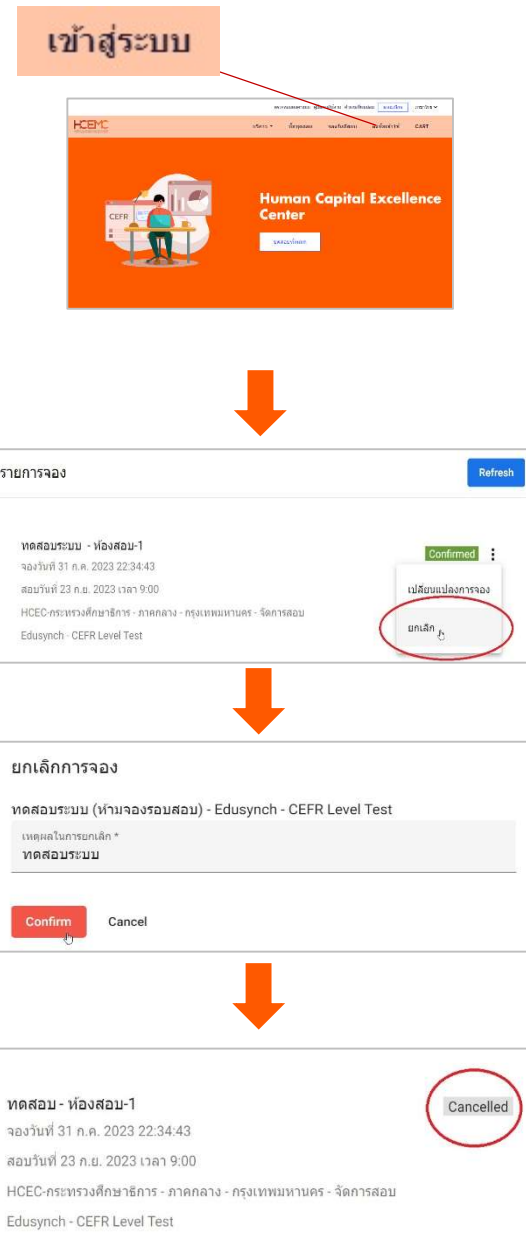 เข้าสู่ระบบ
HCEMC
บริการ
CART
CEFR
Human Capital Excellence
Center
รายการจอง
Refresh
ทดสอบระบบ - ห้องสอบ-1
Confirmed
จองวันที่ 31 ก.ค. 2023 22:34:43
เปลี่ยนแปลงการจอง
สอบวันที่ 23 ก.ย. 2023 เวลา 9:00
HCEC-กระทรวงศึกษาธิการ - ภาคกลาง - กรุงเทพมหานคร - จัดการสอบ
ยกเลิก
Edusynch - CEFR Level Test
ยกเลิกการจอง
ทดสอบระบบ (ห้ามจองรอบสอบ) - Edusynch - CEFR Level Test
เหตุผลในการยกเลิก *
ทดสอบระบบ
Confirm Cancel
ทดสอบ - ห้องสอบ-1
Cancelled
จองวันที่ 31 ก.ค. 2023 22:34:43
สอบวันที่ 23 ก.ย. 2023 เวลา 9:00
HCEC-กระทรวงศึกษาธิการ - ภาคกลาง - กรุงเทพมหานคร - จัดการสอบ
Edusynch - CEFR Level Test